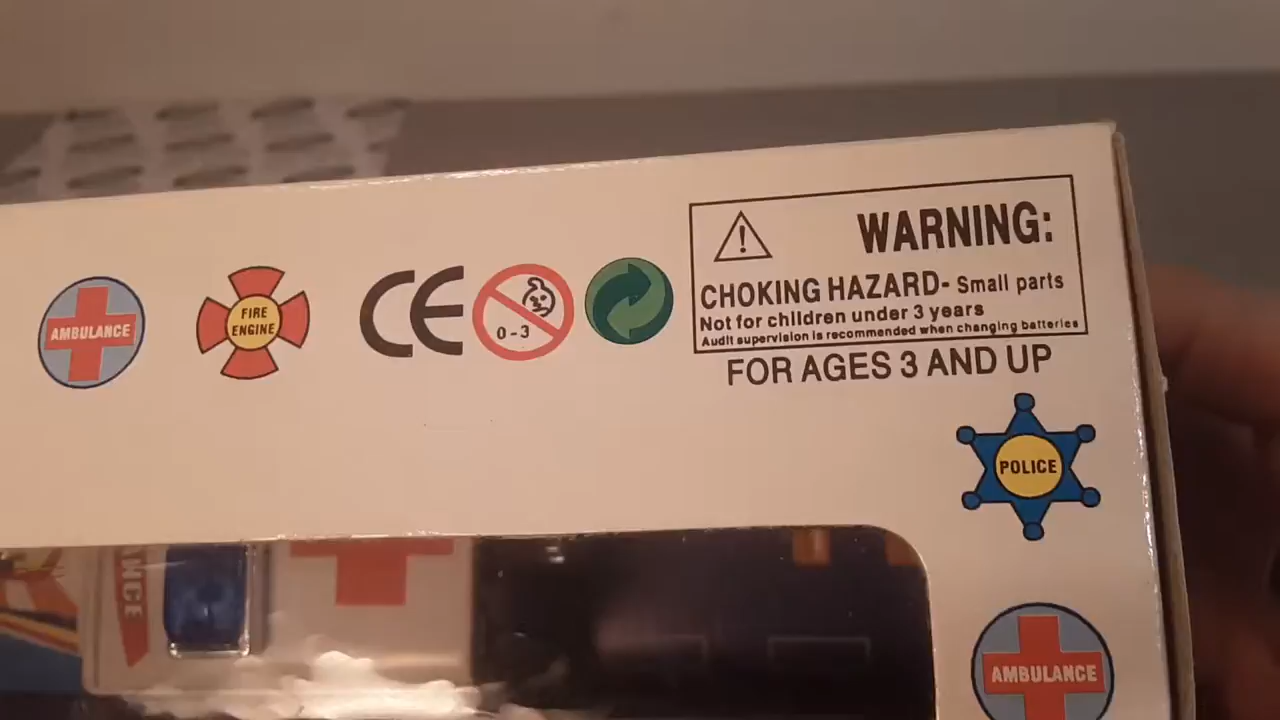 AMBULANCE
FIRE
ENGINE
CE
0-3
WARNING:
CHOKING HAZARD- Small parts
Not for children under 3 years
Audit supervision is recommended when changing batteries
FOR AGES 3 AND UP
POLICE
AMBULANCE